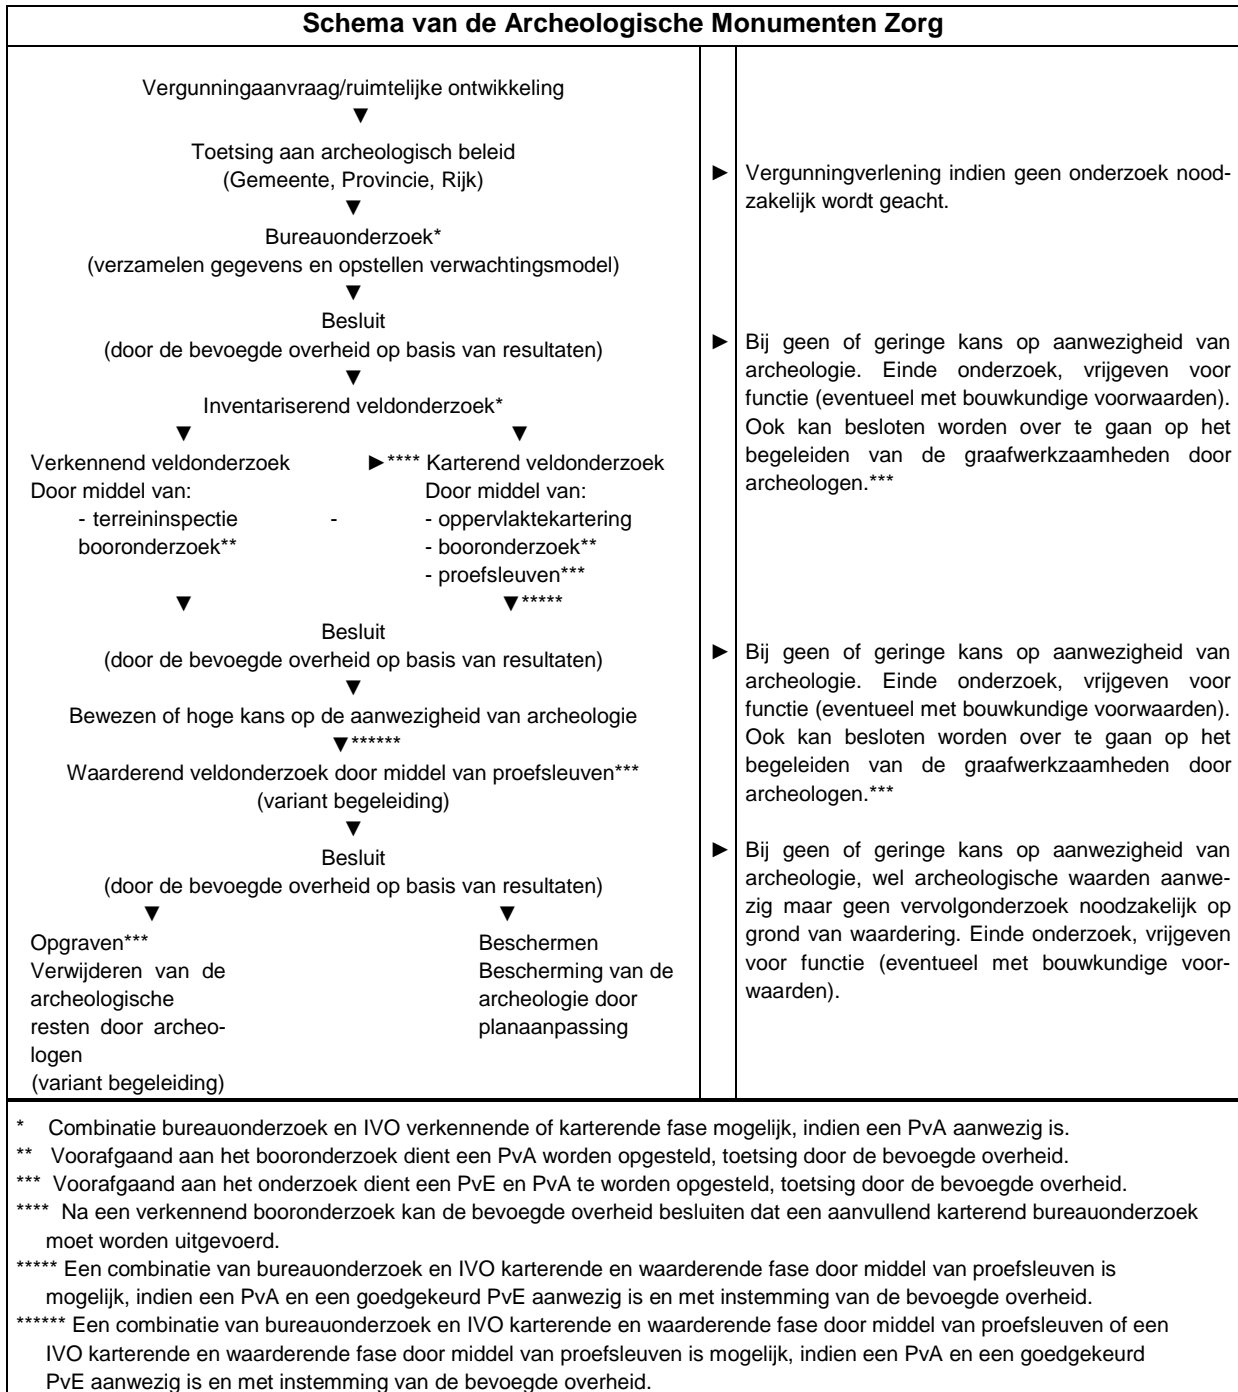 Schema van de Archeologische Monumenten Zorg
Vergunningaanvraag/ruimtelijke ontwikkeling
▼
Toetsing aan archeologisch beleid
(Gemeente, Provincie, Rijk)
▼
Bureauonderzoek*
(verzamelen gegevens en opstellen verwachtingsmodel)
▼
Besluit
(door de bevoegde overheid op basis van resultaten)
▼
Inventariserend veldonderzoek*
▼ ▼
Verkennend veldonderzoek ►**** Karterend veldonderzoek
Door middel van: Door middel van:
- terreininspectie - - oppervlaktekartering
booronderzoek** - booronderzoek**
- proefsleuven***
▼ ▼*****
Besluit
(door de bevoegde overheid op basis van resultaten)
▼
Bewezen of hoge kans op de aanwezigheid van archeologie
▼******
Waarderend veldonderzoek door middel van proefsleuven***
(variant begeleiding)
▼
Besluit
(door de bevoegde overheid op basis van resultaten)
▼ ▼
Opgraven*** Beschermen
Verwijderen van de Bescherming van de
archeologische archeologie door
resten door archeo- planaanpassing
logen
(variant begeleiding)
► Vergunningverlening indien geen onderzoek nood-
zakelijk wordt geacht.
► Bij geen of geringe kans op aanwezigheid van
archeologie. Einde onderzoek, vrijgeven voor
functie (eventueel met bouwkundige voorwaarden).
Ook kan besloten worden over te gaan op het
begeleiden van de graafwerkzaamheden door
archeologen.***
► Bij geen of geringe kans op aanwezigheid van
archeologie. Einde onderzoek, vrijgeven voor
functie (eventueel met bouwkundige voorwaarden).
Ook kan besloten worden over te gaan op het
begeleiden van de graafwerkzaamheden door
archeologen.***
► Bij geen of geringe kans op aanwezigheid van
archeologie, wel archeologische waarden aanwe-
zig maar geen vervolgonderzoek noodzakelijk op
grond van waardering. Einde onderzoek, vrijgeven
voor functie (eventueel met bouwkundige voor-
waarden).
* Combinatie bureauonderzoek en IVO verkennende of karterende fase mogelijk, indien een PvA aanwezig is.
** Voorafgaand aan het booronderzoek dient een PvA worden opgesteld, toetsing door de bevoegde overheid.
*** Voorafgaand aan het onderzoek dient een PvE en PvA te worden opgesteld, toetsing door de bevoegde overheid.
**** Na een verkennend booronderzoek kan de bevoegde overheid besluiten dat een aanvullend karterend bureauonderzoek
moet worden uitgevoerd.
***** Een combinatie van bureauonderzoek en IVO karterende en waarderende fase door middel van proefsleuven is
mogelijk, indien een PvA en een goedgekeurd PvE aanwezig is en met instemming van de bevoegde overheid.
****** Een combinatie van bureauonderzoek en IVO karterende en waarderende fase door middel van proefsleuven of een
IVO karterende en waarderende fase door middel van proefsleuven is mogelijk, indien een PvA en een goedgekeurd
PvE aanwezig is en met instemming van de bevoegde overheid.